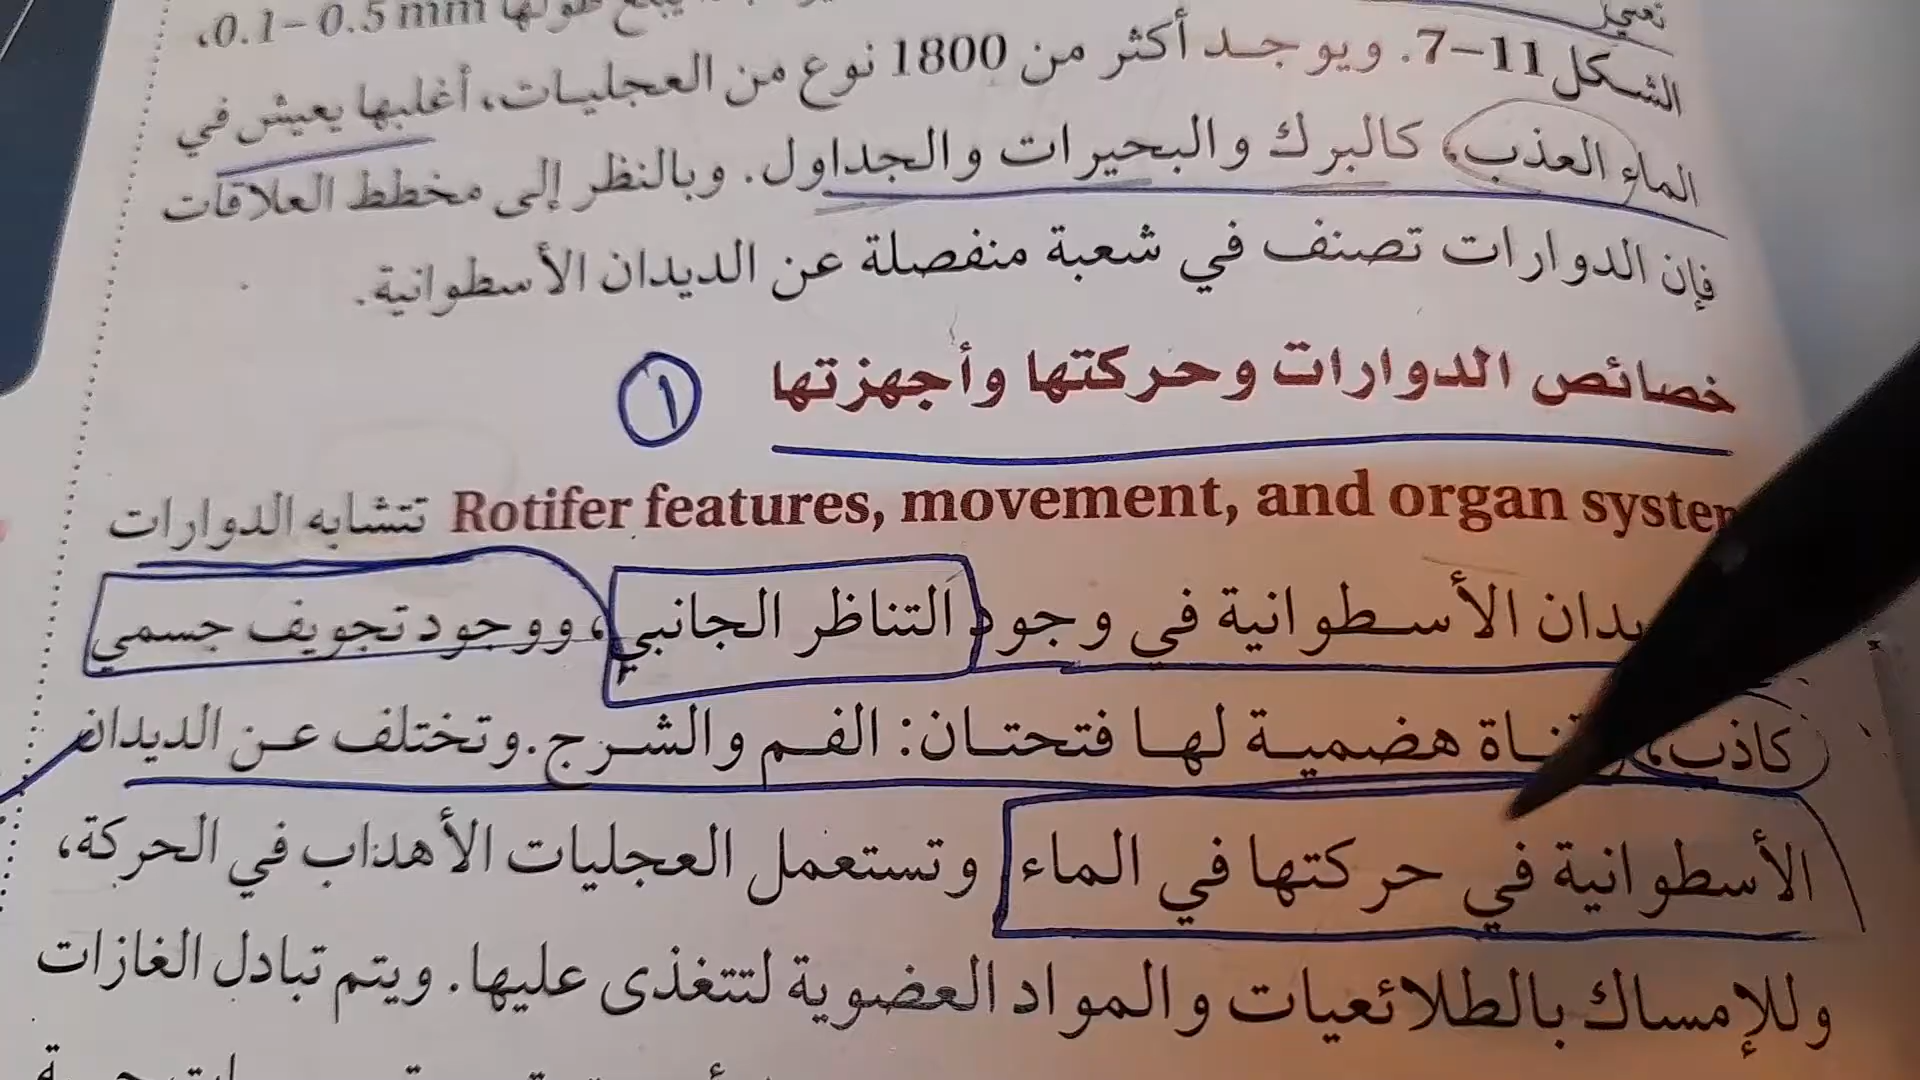 تعيش
طولها 0.1–0.5 mm،
الشكل 11–7. ويوجد أكثر من 1800 نوع من العجليات، أغلبها يعيش في
الماء العذب، كالبرك والبحيرات والجداول. وبالنظر إلى مخطط العلاقات
فإن الدوارات تصنف في شعبة منفصلة عن الديدان الأسطوانية.
خصائص الدوارات وحركتها وأجهزتها ١
Rotifer features, movement, and organ system تتشابه الدوارات
الأسطوانية في وجود التناظر الجانبي، ووجود تجويف جسمي
كاذب، هضمية لها فتحتان: الفم والشرج. وتختلف عن الديدان
الأسطوانية في حركتها في الماء وتستعمل العجليات الأهداب في الحركة،
وللإمساك بالطلائعيات والمواد العضوية لتتغذى عليها. ويتم تبادل الغازات